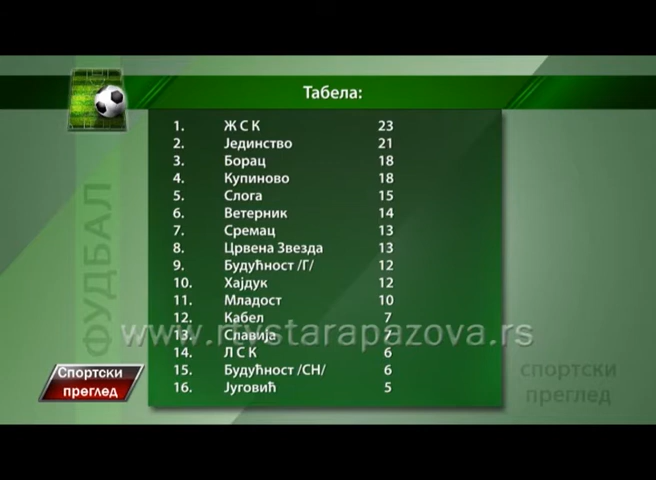 Табела:
1. Ж С К 23
2. Јединство 21
3. Борац 18
4. Купиново 18
5. Слога 15
6. Ветерник 14
7. Сремац 13
8. Црвена Звезда 13
9. Будућност /Г/ 12
10. Хајдук 12
11. Младост 10
12. Кабел 7
13. Славија 7
14. Л С К 6
15. Будућност /СН/ 6
16. Југовић 5
ФУДБАЛ
www.rtvstarapazova.rs
Спортски
преглед
спортски
преглед